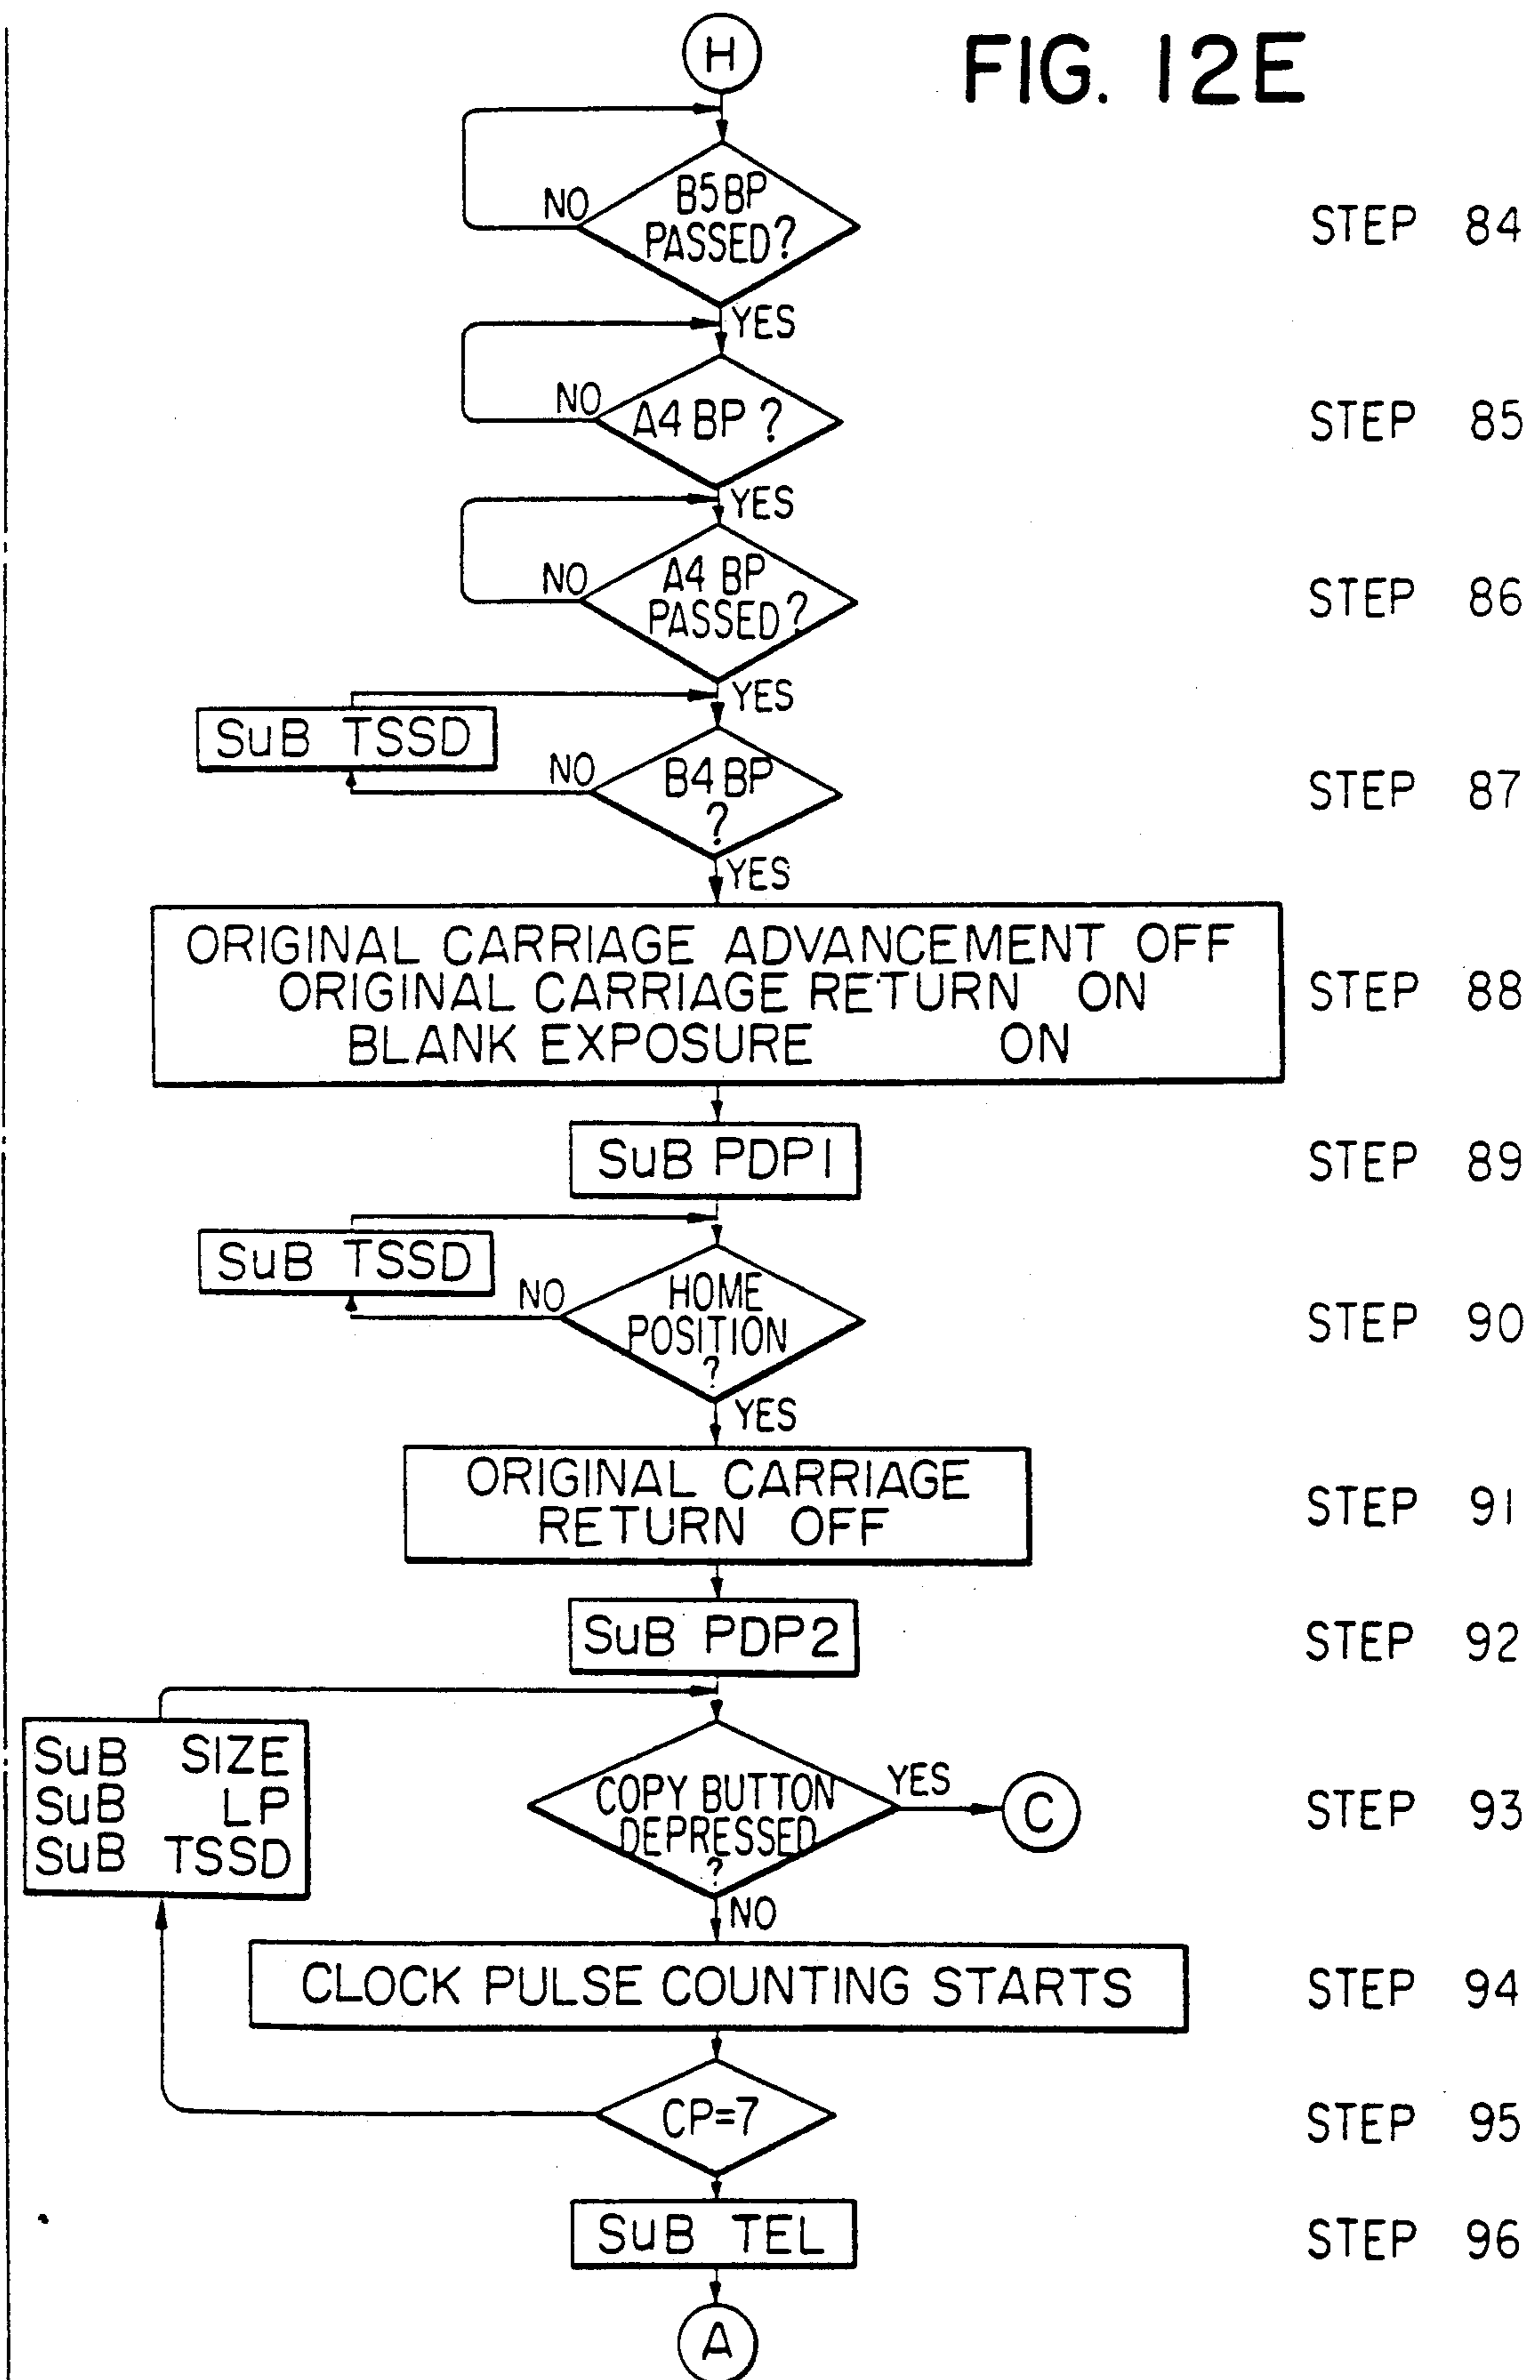 H
FIG. 12E
B5 BP
PASSED?
NO
STEP 84
YES
A4 BP ?
NO
STEP 85
YES
A4 BP
PASSED?
NO
STEP 86
YES
SuB TSSD
NO
B4 BP
?
STEP 87
YES
ORIGINAL CARRIAGE ADVANCEMENT OFF
ORIGINAL CARRIAGE RETURN ON
BLANK EXPOSURE ON
STEP 88
SuB PDP1
STEP 89
SuB TSSD
NO
HOME
POSITION
?
STEP 90
YES
ORIGINAL CARRIAGE
RETURN OFF
STEP 91
SuB PDP2
STEP 92
SuB SIZE
SuB LP
SuB TSSD
COPY BUTTON
DEPRESSED
?
YES
C
STEP 93
NO
CLOCK PULSE COUNTING STARTS
STEP 94
CP=7
STEP 95
SuB TEL
STEP 96
A